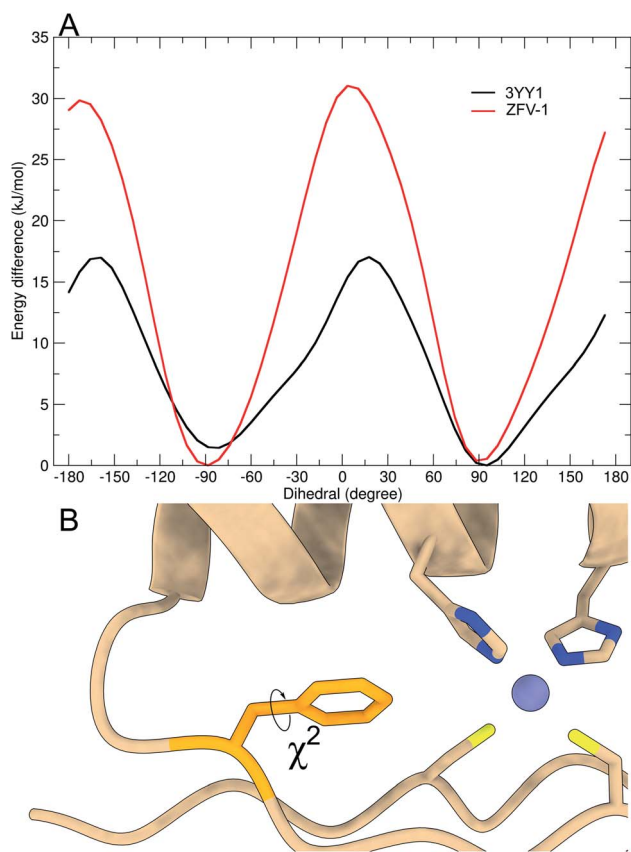 A
35
30
25
20
15
10
5
0
Energy difference (kJ/mol)
3YY1
ZFV-1
-180 -150 -120 -90 -60 -30 0 30 60 90 120 150 180
Dihedral (degree)
B
χ2